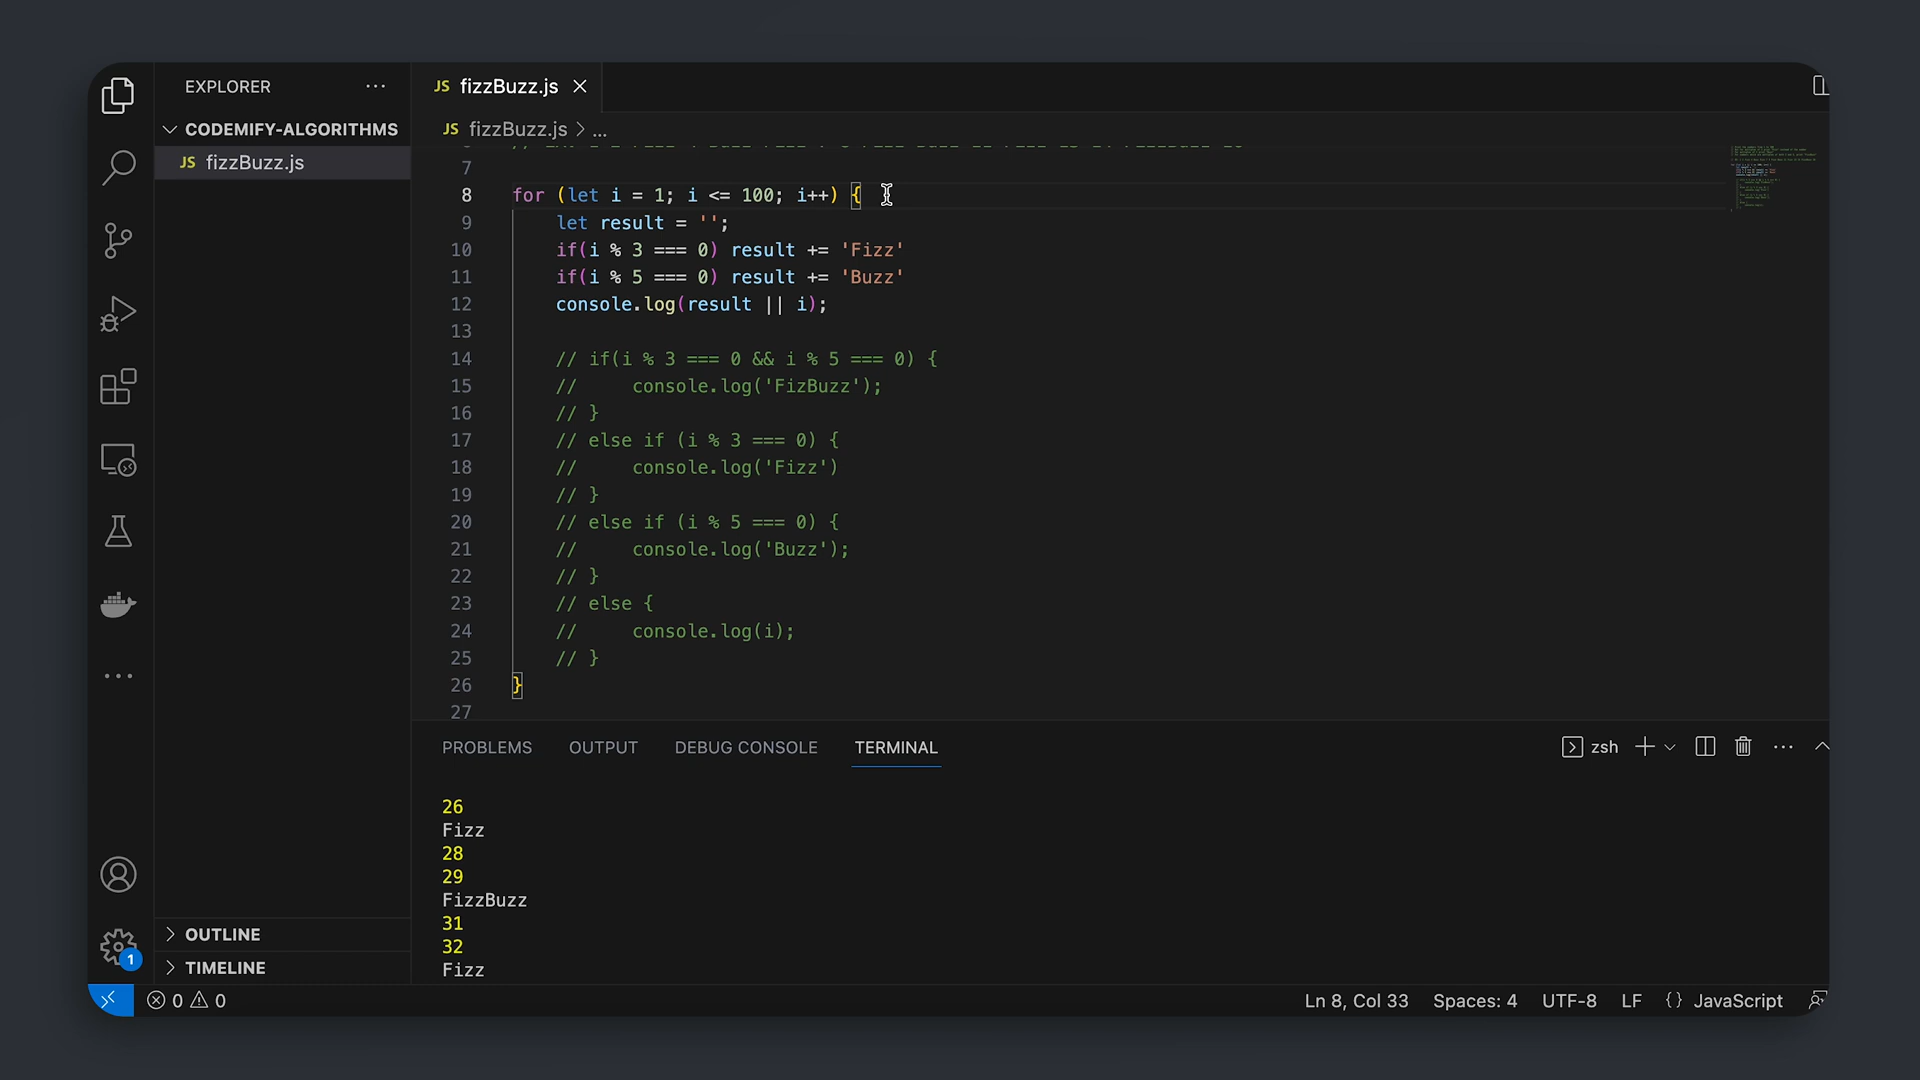 EXPLORER
JS fizzBuzz.js
CODEMIFY-ALGORITHMS
JS fizzBuzz.js > ...
JS fizzBuzz.js
7
8 for (let i = 1; i <= 100; i++) {
9 let result = '';
10 if(i % 3 === 0) result += 'Fizz'
11 if(i % 5 === 0) result += 'Buzz'
12 console.log(result || i);
13
14 // if(i % 3 === 0 && i % 5 === 0) {
15 // console.log('FizBuzz');
16 // }
17 // else if (i % 3 === 0) {
18 // console.log('Fizz')
19 // }
20 // else if (i % 5 === 0) {
21 // console.log('Buzz');
22 // }
23 // else {
24 // console.log(i);
25 // }
26 }
27
PROBLEMS OUTPUT DEBUG CONSOLE TERMINAL zsh
26
Fizz
28
29
FizzBuzz
31
32
Fizz
OUTLINE
TIMELINE
1
0 0
Ln 8, Col 33 Spaces: 4 UTF-8 LF {} JavaScript